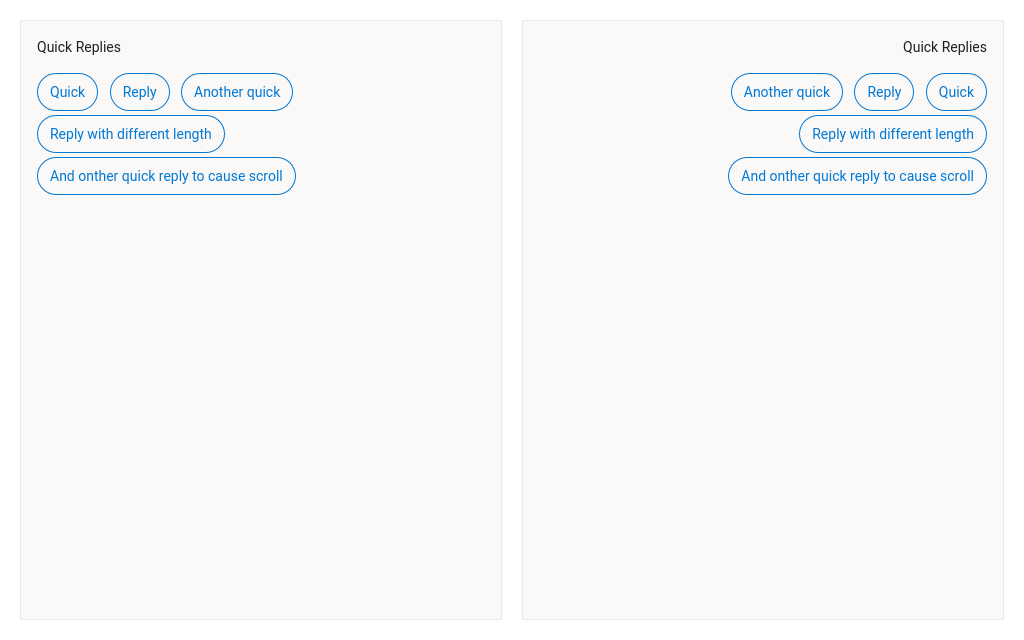 Quick Replies
Quick Reply Another quick
Reply with different length
And onther quick reply to cause scroll
Quick Replies
Another quick Reply Quick
Reply with different length
And onther quick reply to cause scroll